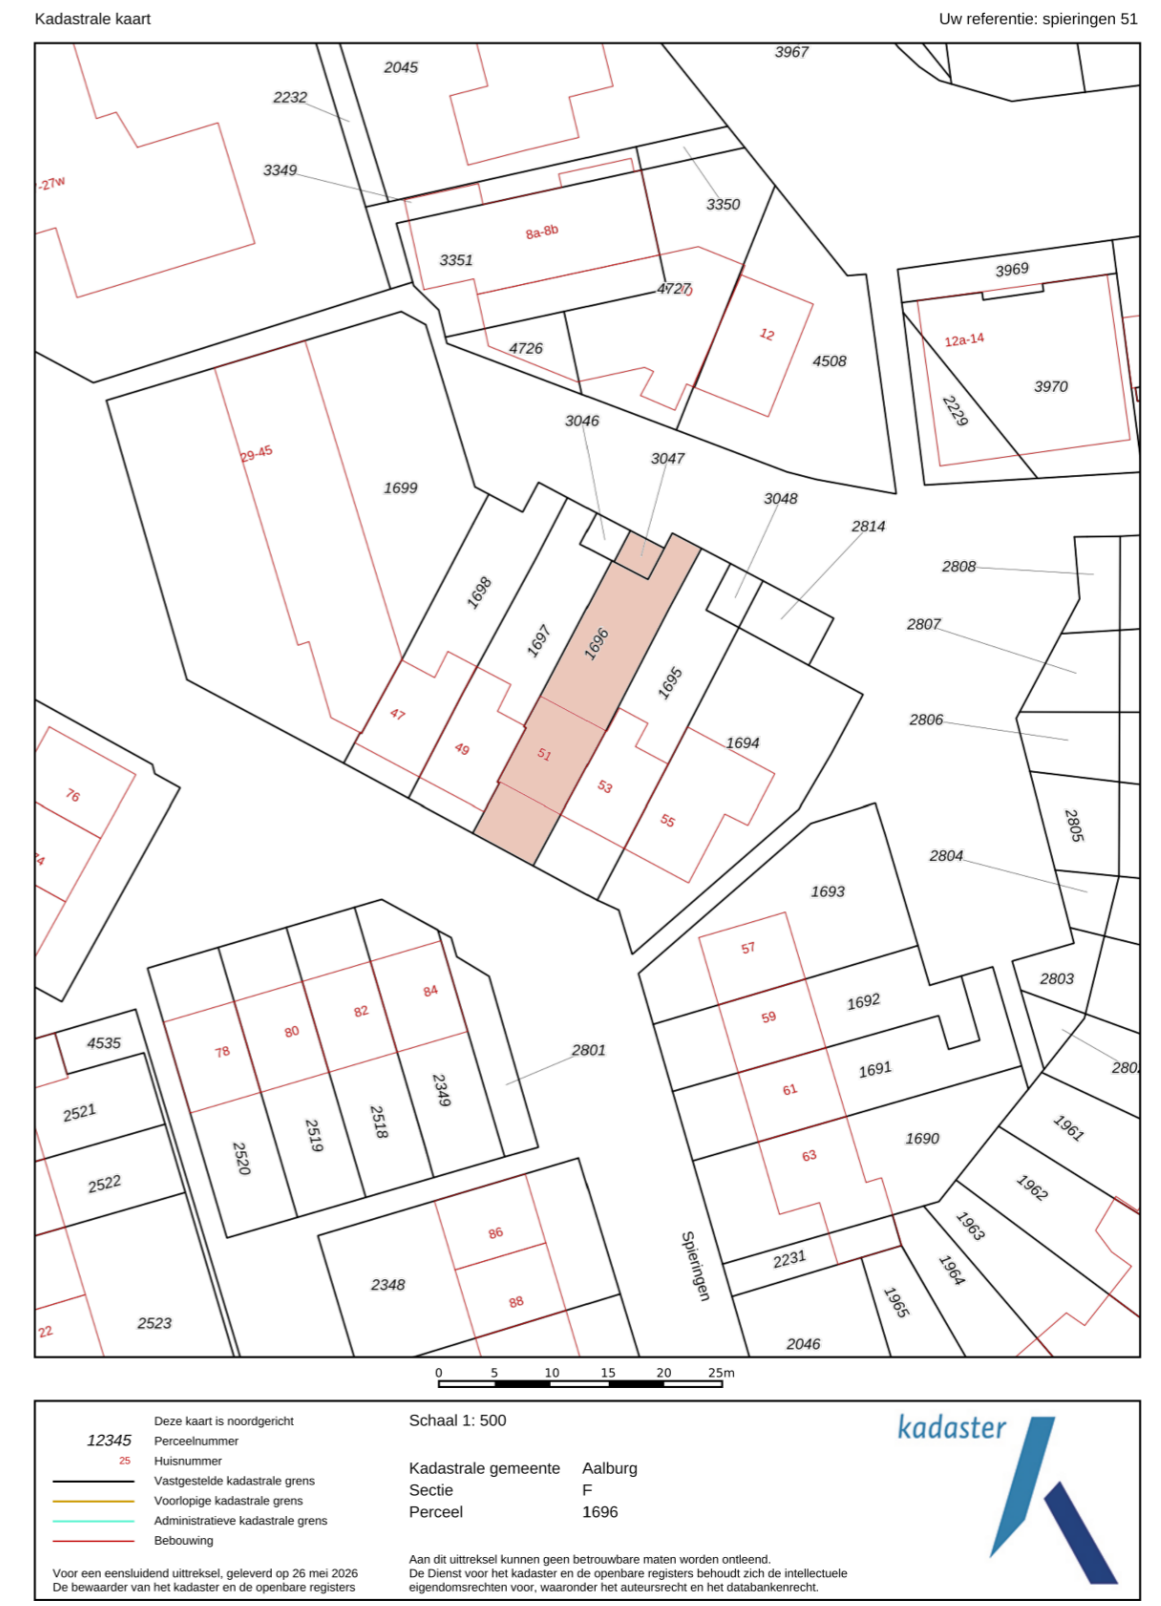 Kadastrale kaart
Uw referentie: spieringen 51
3967
2045
2232
3349
-27w
3350
8a-8b
3351
3969
4727
12
12a-14
4726
4508
3970
2229
3046
29-45
3047
1699
3048
2814
2808
1698
2807
1697
1696
1695
2806
47
1694
49
51
53
76
55
2805
2804
1693
57
2803
84
1692
82
59
80
4535
78
2801
1691
2349
61
2521
2518
1961
2519
1690
2520
63
2522
1962
1963
86
2231
Spieringen
1964
2348
88
1965
2523
22
2046
0 5 10 15 20 25m
Deze kaart is noordgericht
12345 Perceelnummer
25 Huisnummer
Vastgestelde kadastrale grens
Voorlopige kadastrale grens
Administratieve kadastrale grens
Bebouwing
Voor een eensluidend uittreksel, geleverd op 26 mei 2026
De bewaarder van het kadaster en de openbare registers
Schaal 1: 500
Kadastrale gemeente Aalburg
Sectie F
Perceel 1696
Aan dit uittreksel kunnen geen betrouwbare maten worden ontleend.
De Dienst voor het kadaster en de openbare registers behoudt zich de intellectuele
eigendomsrechten voor, waaronder het auteursrecht en het databankenrecht.
kadaster